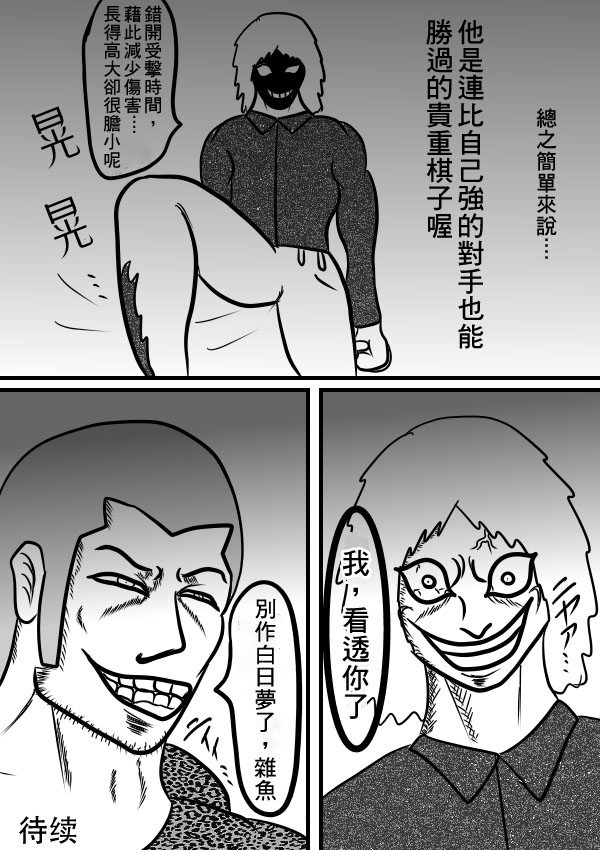 總之簡單來說....
他是連比自己強的對手也能
勝過的貴重棋子喔
錯開受擊時間，
藉此減少傷害....
長得高大卻很膽小呢
晃
晃
我，看透你了
ニヤァ...
別作白日夢了，雜魚
待续